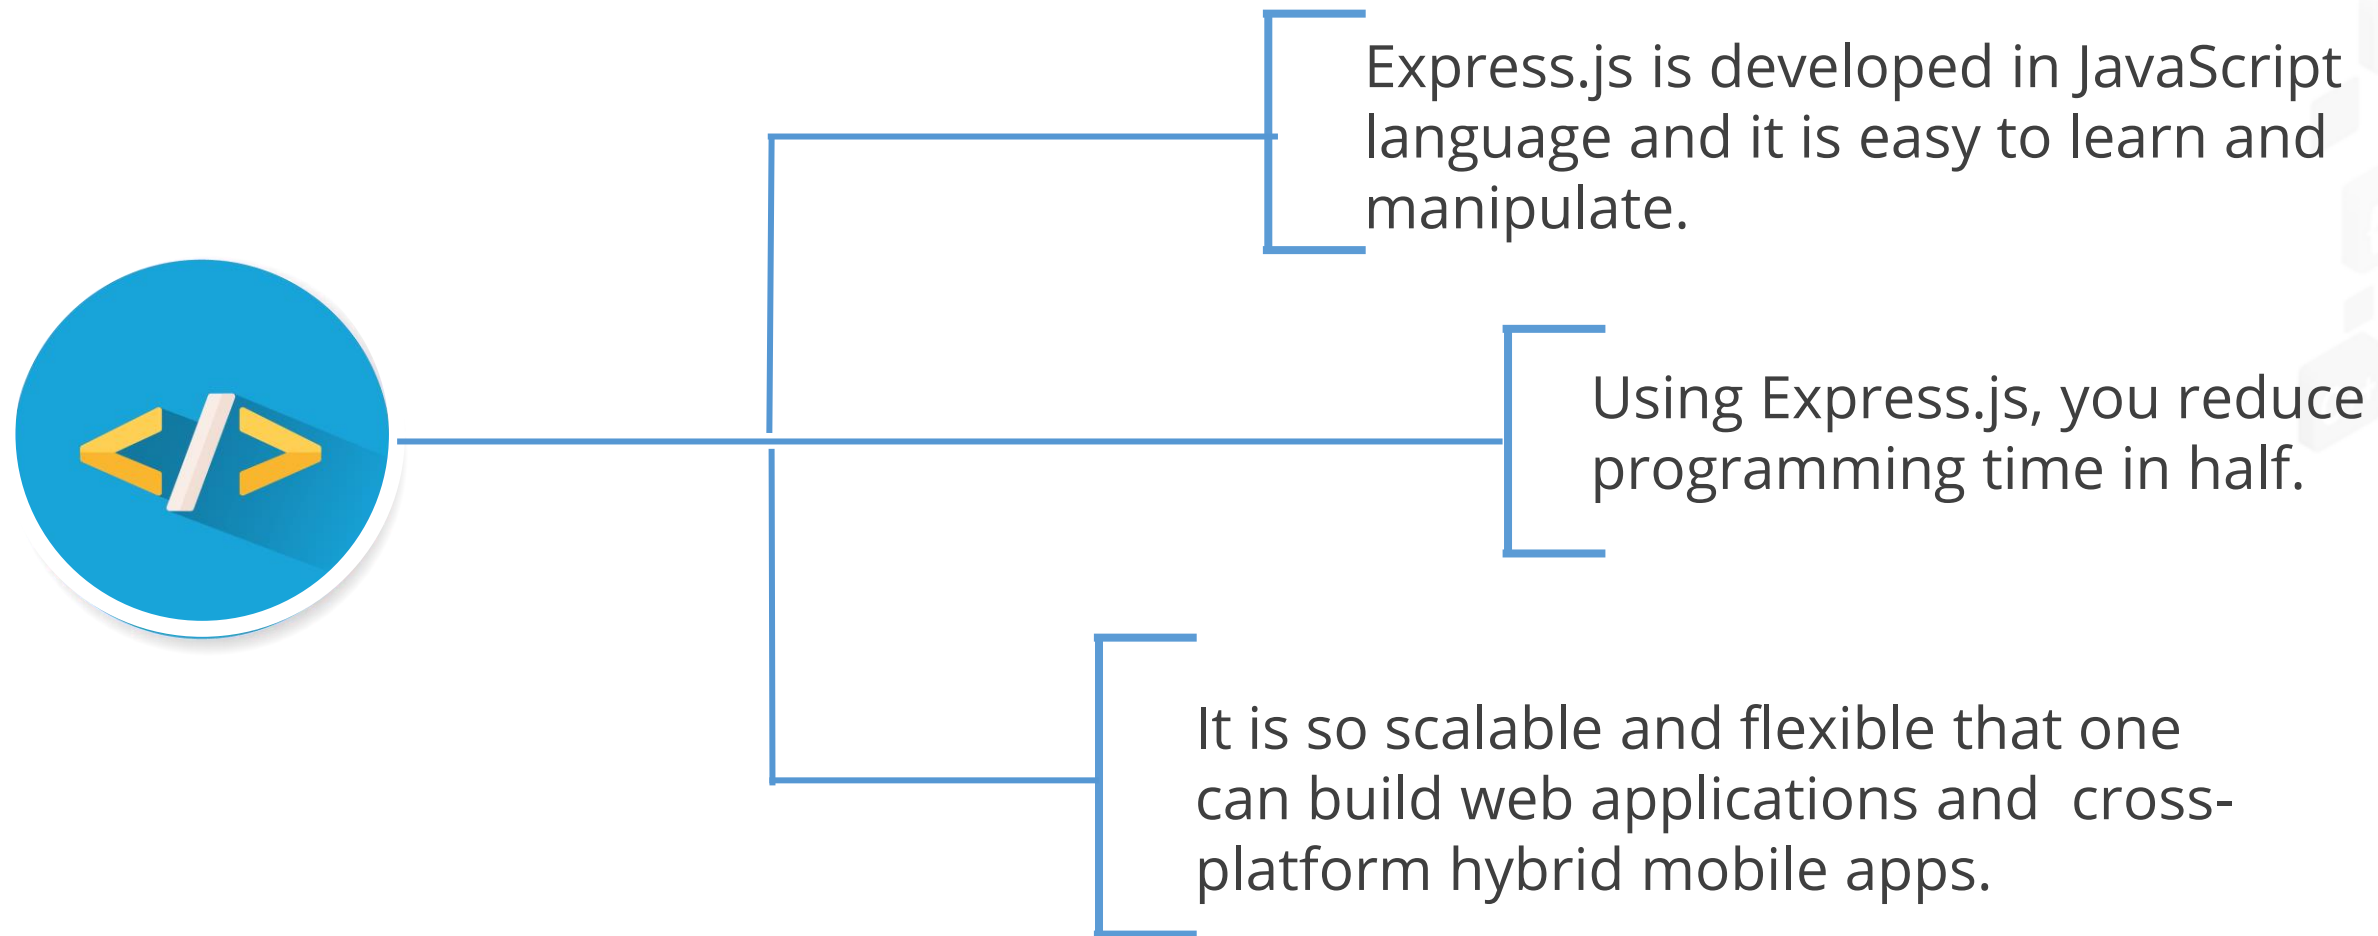 Express.js is developed in JavaScript
language and it is easy to learn and
manipulate.
Using Express.js, you reduce
programming time in half.
It is so scalable and flexible that one
can build web applications and  cross-
platform hybrid mobile apps.